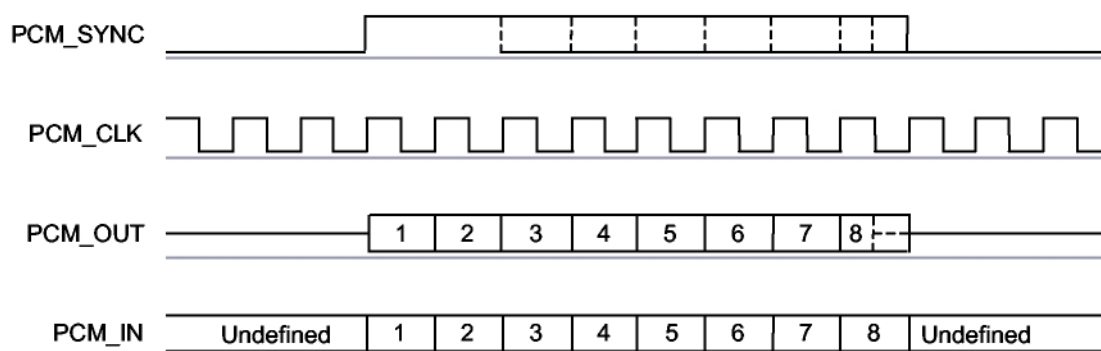 PCM_SYNC
PCM_CLK
PCM_OUT 1 2 3 4 5 6 7 8
PCM_IN Undefined 1 2 3 4 5 6 7 8 Undefined